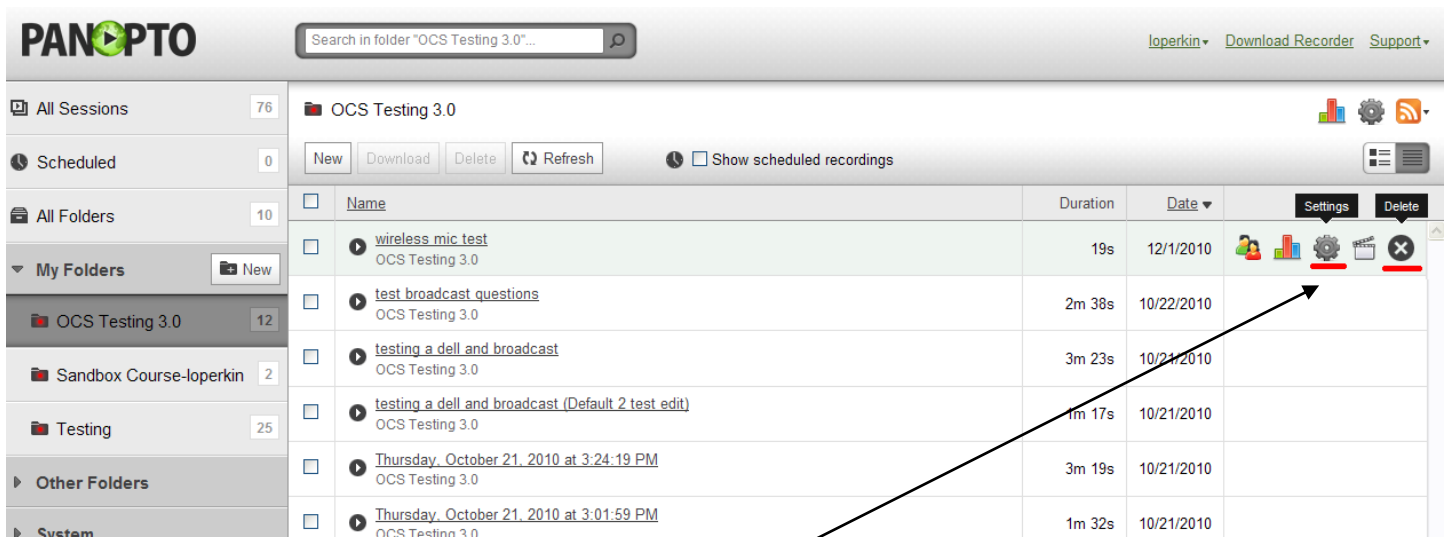 PANOPTO
Search in folder "OCS Testing 3.0"...
loperkin
Download Recorder
Support
All Sessions 76
Scheduled 0
All Folders 10
My Folders New
OCS Testing 3.0 12
Sandbox Course-loperkin 2
Testing 25
Other Folders
System
OCS Testing 3.0
New Download Delete Refresh Show scheduled recordings
Name Duration Date
Settings Delete
wireless mic test 19s 12/1/2010
OCS Testing 3.0
test broadcast questions 2m 38s 10/22/2010
OCS Testing 3.0
testing a dell and broadcast 3m 23s 10/21/2010
OCS Testing 3.0
testing a dell and broadcast (Default 2 test edit) 1m 17s 10/21/2010
OCS Testing 3.0
Thursday, October 21, 2010 at 3:24:19 PM 3m 19s 10/21/2010
OCS Testing 3.0
Thursday, October 21, 2010 at 3:01:59 PM 1m 32s 10/21/2010
OCS Testing 3.0